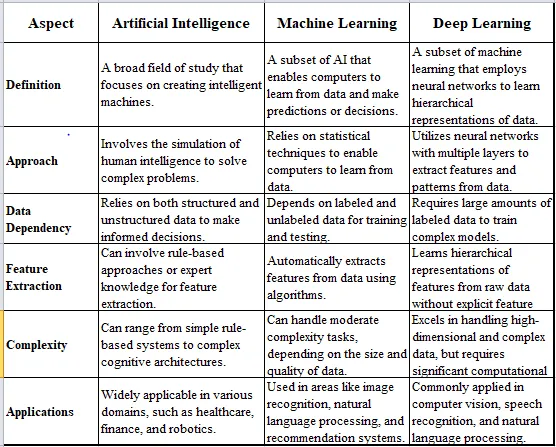 Aspect Artificial Intelligence Machine Learning Deep Learning
Definition
A broad field of study that
focuses on creating intelligent
machines.
A subset of AI that
enables computers to
learn from data and make
predictions or decisions.
A subset of machine
learning that employs
neural networks to learn
hierarchical
representations of data.
Approach
Involves the simulation of
human intelligence to solve
complex problems.
Relies on statistical
techniques to enable
computers to learn from
data.
Utilizes neural networks
with multiple layers to
extract features and
patterns from data.
Data
Dependency
Relies on both structured and
unstructured data to make
informed decisions.
Depends on labeled and
unlabeled data for training
and testing.
Requires large amounts of
labeled data to train
complex models.
Feature
Extraction
Can involve rule-based
approaches or expert
knowledge for feature
extraction.
Automatically extracts
features from data using
algorithms.
Learns hierarchical
representations of
features from raw data
without explicit feature
Complexity
Can range from simple rule-
based systems to complex
cognitive architectures.
Can handle moderate
complexity tasks,
depending on the size and
quality of data.
Excels in handling high-
dimensional and complex
data, but requires
significant computational
Applications
Widely applicable in various
domains, such as healthcare,
finance, and robotics.
Used in areas like image
recognition, natural
language processing, and
recommendation systems.
Commonly applied in
computer vision, speech
recognition, and natural
language processing.